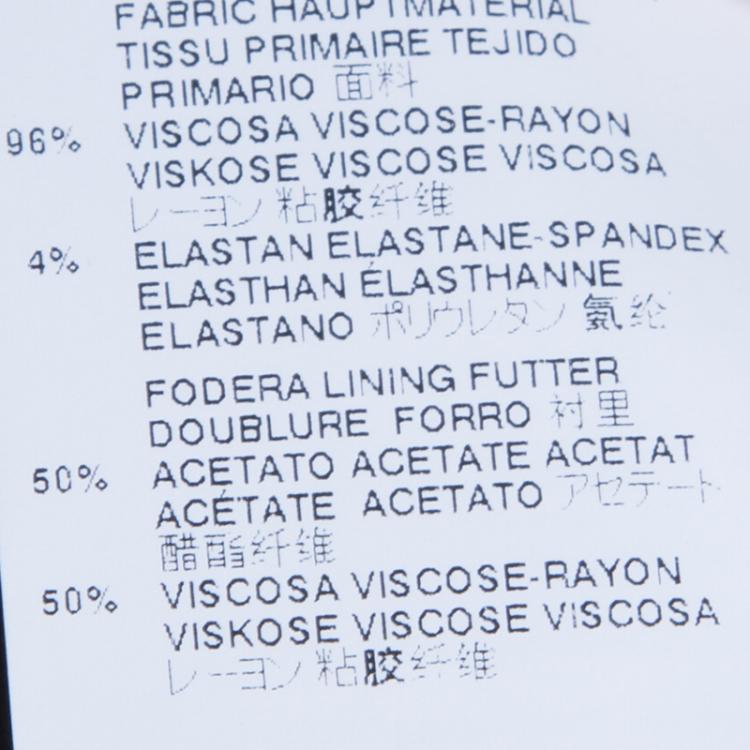 FABRIC HAUPTMATERIAL
TISSU PRIMAIRE TEJIDO
PRIMARIO 面料
96% VISCOSA VISCOSE-RAYON
VISKOSE VISCOSE VISCOSA
レーヨン 粘胶纤维
4% ELASTAN ELASTANE-SPANDEX
ELASTHAN ÉLASTHANNE
ELASTANO ポリウレタン 氨纶
FODERA LINING FUTTER
DOUBLURE FORRO 衬里
50% ACETATO ACETATE ACETAT
ACÉTATE ACETATO アセテート
醋酯纤维
50% VISCOSA VISCOSE-RAYON
VISKOSE VISCOSE VISCOSA
レーヨン 粘胶纤维